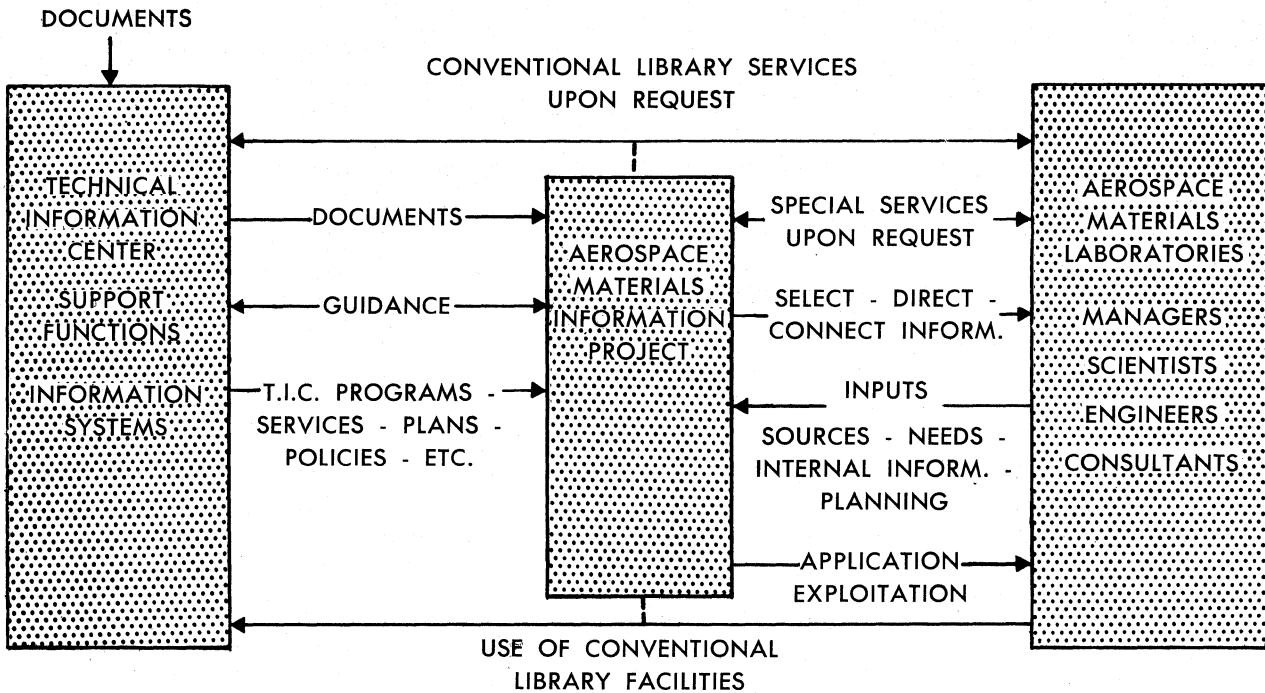 DOCUMENTS
CONVENTIONAL LIBRARY SERVICES
UPON REQUEST
TECHNICAL
INFORMATION
CENTER
SUPPORT
FUNCTIONS
INFORMATION
SYSTEMS
DOCUMENTS
GUIDANCE
T.I.C. PROGRAMS -
SERVICES - PLANS -
POLICIES - ETC.
AEROSPACE
MATERIALS
INFORMATION
PROJECT
SPECIAL SERVICES
UPON REQUEST
SELECT - DIRECT -
CONNECT INFORM.
INPUTS
SOURCES - NEEDS -
INTERNAL INFORM. -
PLANNING
APPLICATION
EXPLOITATION
AEROSPACE
MATERIALS
LABORATORIES
MANAGERS
SCIENTISTS
ENGINEERS
CONSULTANTS
USE OF CONVENTIONAL
LIBRARY FACILITIES